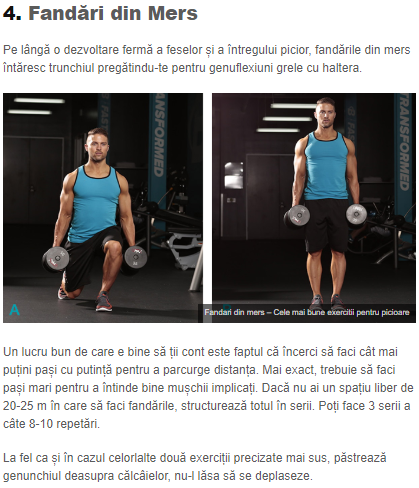 4. Fandări din Mers
Pe lângă o dezvoltare fermă a feselor și a întregului picior, fandările din mers
întăresc trunchiul pregătindu-te pentru genuflexiuni grele cu haltera.
TRANSFORMED
TRANSFORMED
A
Fandari din mers – Cele mai bune exercitii pentru picioare
Un lucru bun de care e bine să ții cont este faptul că încerci să faci cât mai
puțini pași cu putință pentru a parcurge distanța. Mai exact, trebuie să faci
pași mari pentru a întinde bine mușchii implicați. Dacă nu ai un spațiu liber de
20-25 m în care să faci fandările, structurează totul în serii. Poți face 3 serii a
câte 8-10 repetări.
La fel ca și în cazul celorlalte două exerciții precizate mai sus, păstrează
genunchiul deasupra călcâielor, nu-l lăsa să se deplaseze.